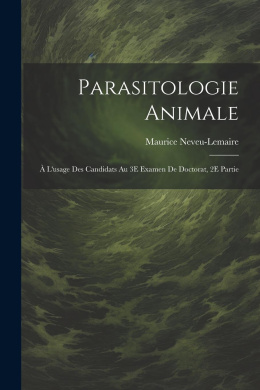 Parasitologie
Animale
Maurice Neveu-Lemaire
À L'usage Des Candidats Au 3E Examen De Doctorat, 2E Partie